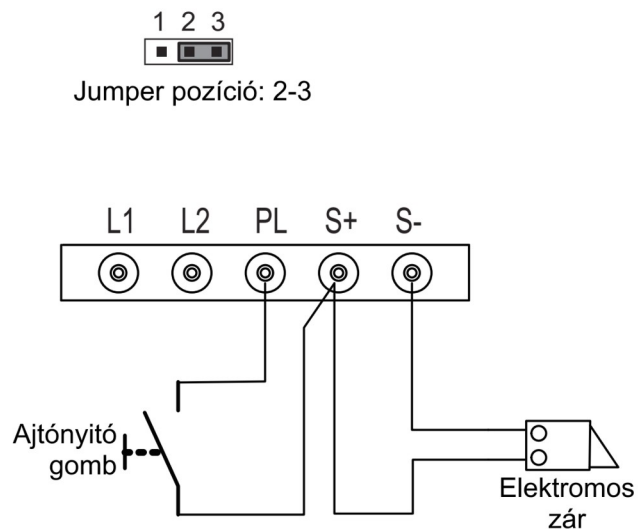 1 2 3
Jumper pozíció: 2-3
L1 L2 PL S+ S-
Ajtónyitó
gomb
Elektromos
zár